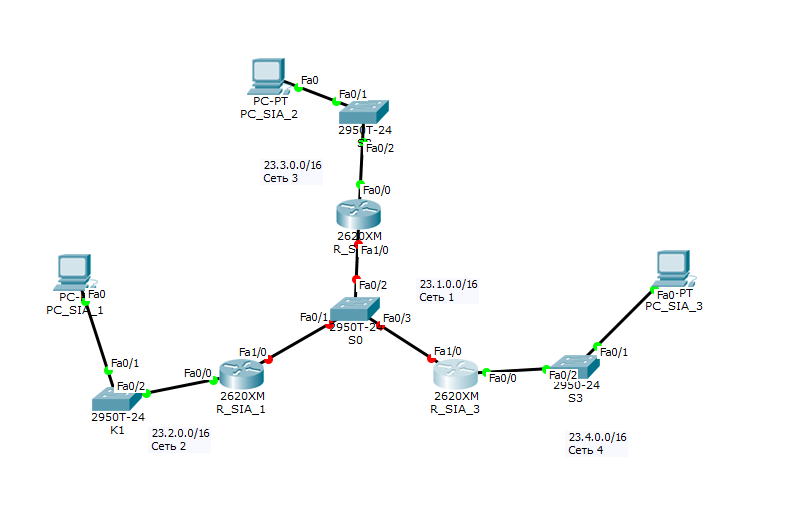 Fa0
PC-PT
PC_SIA_2
Fa0/1
2950T-24
Fa0/2
23.3.0.0/16
Сеть 3
Fa0/0
2620XM
Fa1/0
23.1.0.0/16
Сеть 1
Fa0/2
Fa0/1
Fa0/3
S0
Fa0
PC_SIA_1
Fa0
PC_SIA_3
Fa0/1
Fa0/2
2950T-24
K1
Fa0/0
Fa1/0
2620XM
R_SIA_1
23.2.0.0/16
Сеть 2
Fa1/0
Fa0/0
2620XM
R_SIA_3
Fa0/1
Fa0/2
2950-24
S3
23.4.0.0/16
Сеть 4